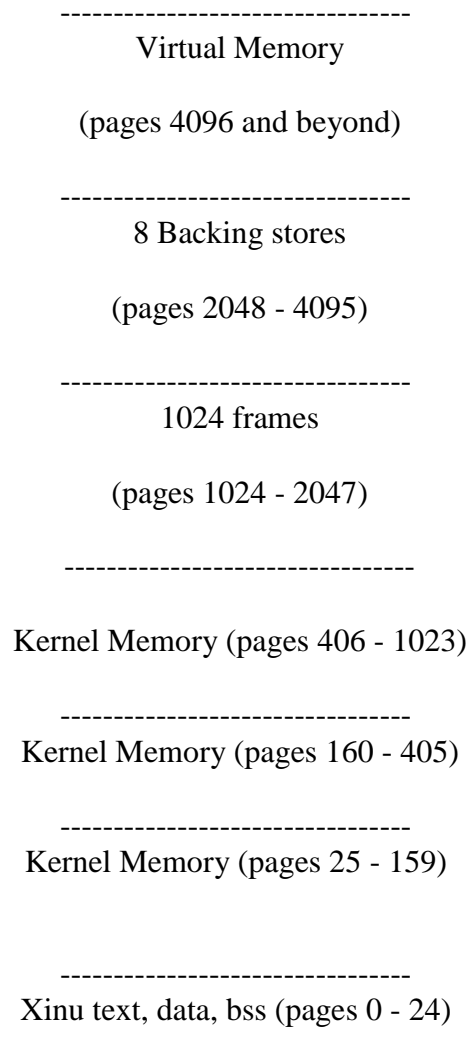 ---------------------------------
Virtual Memory
(pages 4096 and beyond)
---------------------------------
8 Backing stores
(pages 2048 - 4095)
---------------------------------
1024 frames
(pages 1024 - 2047)
---------------------------------
Kernel Memory (pages 406 - 1023)
---------------------------------
Kernel Memory (pages 160 - 405)
---------------------------------
Kernel Memory (pages 25 - 159)
---------------------------------
Xinu text, data, bss (pages 0 - 24)